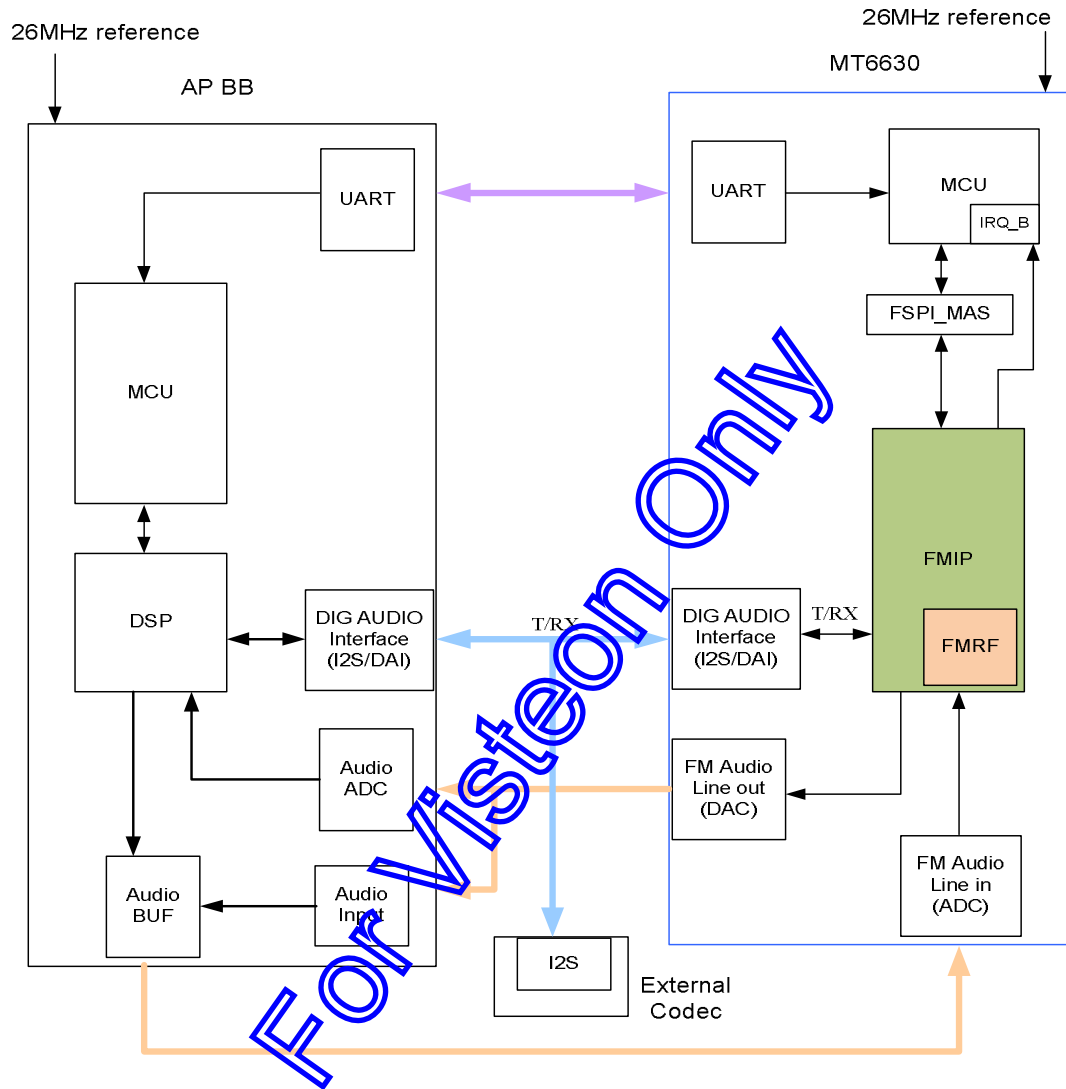 26MHz reference
26MHz reference
AP BB
MT6630
UART
UART
MCU
IRQ_B
FSPI_MAS
MCU
FMIP
FMRF
DSP
DIG AUDIO
Interface
(I2S/DAI)
T/RX
DIG AUDIO
Interface
(I2S/DAI)
T/RX
Audio
ADC
FM Audio
Line out
(DAC)
Audio
BUF
Audio
Input
FM Audio
Line in
(ADC)
I2S
External
Codec
For Visteon Only